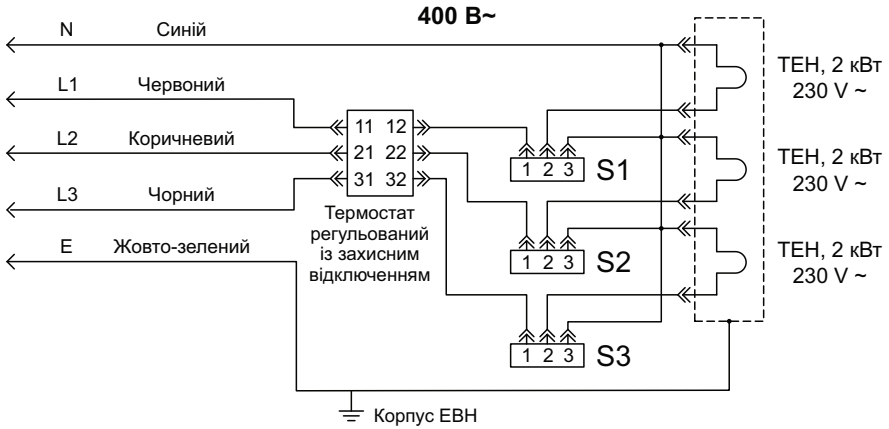 400 В~
N Синій
L1 Червоний
L2 Коричневий
L3 Чорний
E Жовто-зелений
11 12
21 22
31 32
Термостат
регульований
із захисним
відключенням
1 2 3 S1
1 2 3 S2
1 2 3 S3
ТЕН, 2 кВт
230 V ~
ТЕН, 2 кВт
230 V ~
ТЕН, 2 кВт
230 V ~
Корпус ЕВН